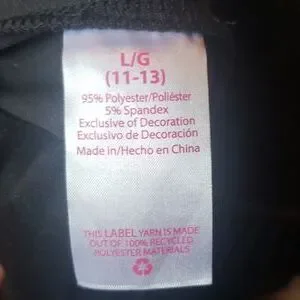 L/G
(11-13)
95% Polyester/Poliéster
5% Spandex
Exclusive of Decoration
Exclusivo de Decoración
Made in/Hecho en China
THIS LABEL YARN IS MADE
OUT OF 100% RECYCLED
POLYESTER MATERIALS